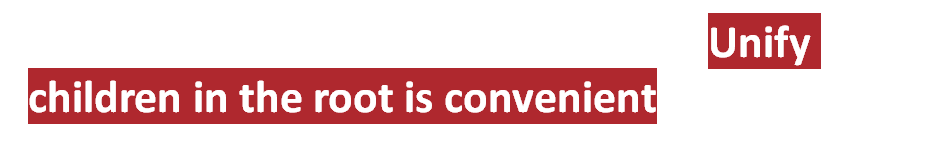 Unify
children in the root is convenient